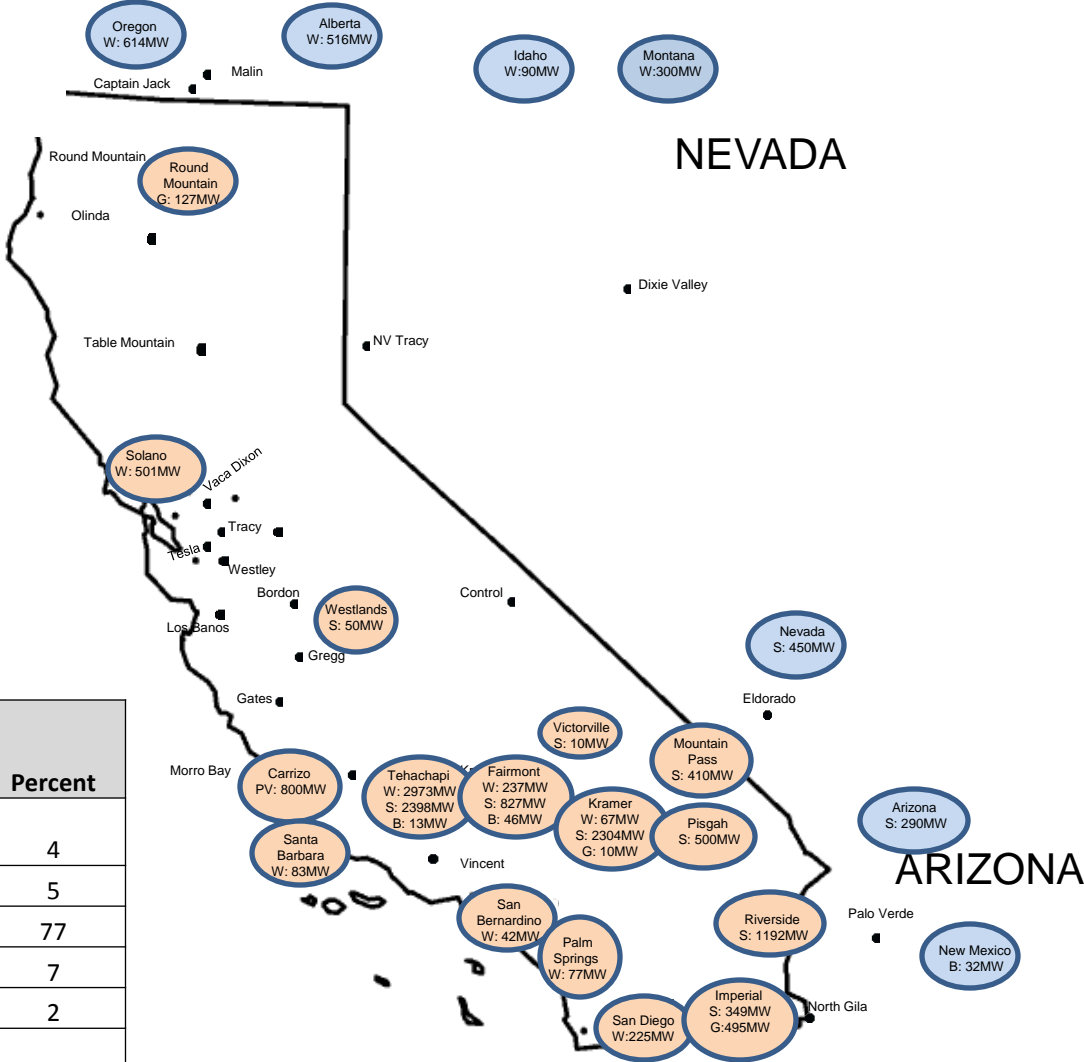 Oregon
W: 614MW
Alberta
W: 516MW
Idaho
W:90MW
Montana
W:300MW
Malin
Captain Jack
NEVADA
Round Mountain
Round
Mountain
G: 127MW
Olinda
Dixie Valley
Table Mountain
NV Tracy
Solano
W: 501MW
Vaca Dixon
Tracy
Tesla
Westley
Bordon
Control
Westlands
S: 50MW
Los Banos
Gregg
Nevada
S: 450MW
Gates
Eldorado
Victorville
S: 10MW
Mountain
Pass
S: 410MW
Morro Bay
Carrizo
PV: 800MW
Tehachapi
W: 2973MW
S: 2398MW
B: 13MW
Fairmont
W: 237MW
S: 827MW
B: 46MW
Kramer
W: 67MW
S: 2304MW
G: 10MW
Pisgah
S: 500MW
Arizona
S: 290MW
ARIZONA
Santa
Barbara
W: 83MW
Vincent
San
Bernardino
W: 42MW
Palm
Springs
W: 77MW
Riverside
S: 1192MW
Palo Verde
New Mexico
B: 32MW
San Diego
W:225MW
Imperial
S: 349MW
G:495MW
North Gila
Percent
4
5
77
7
2